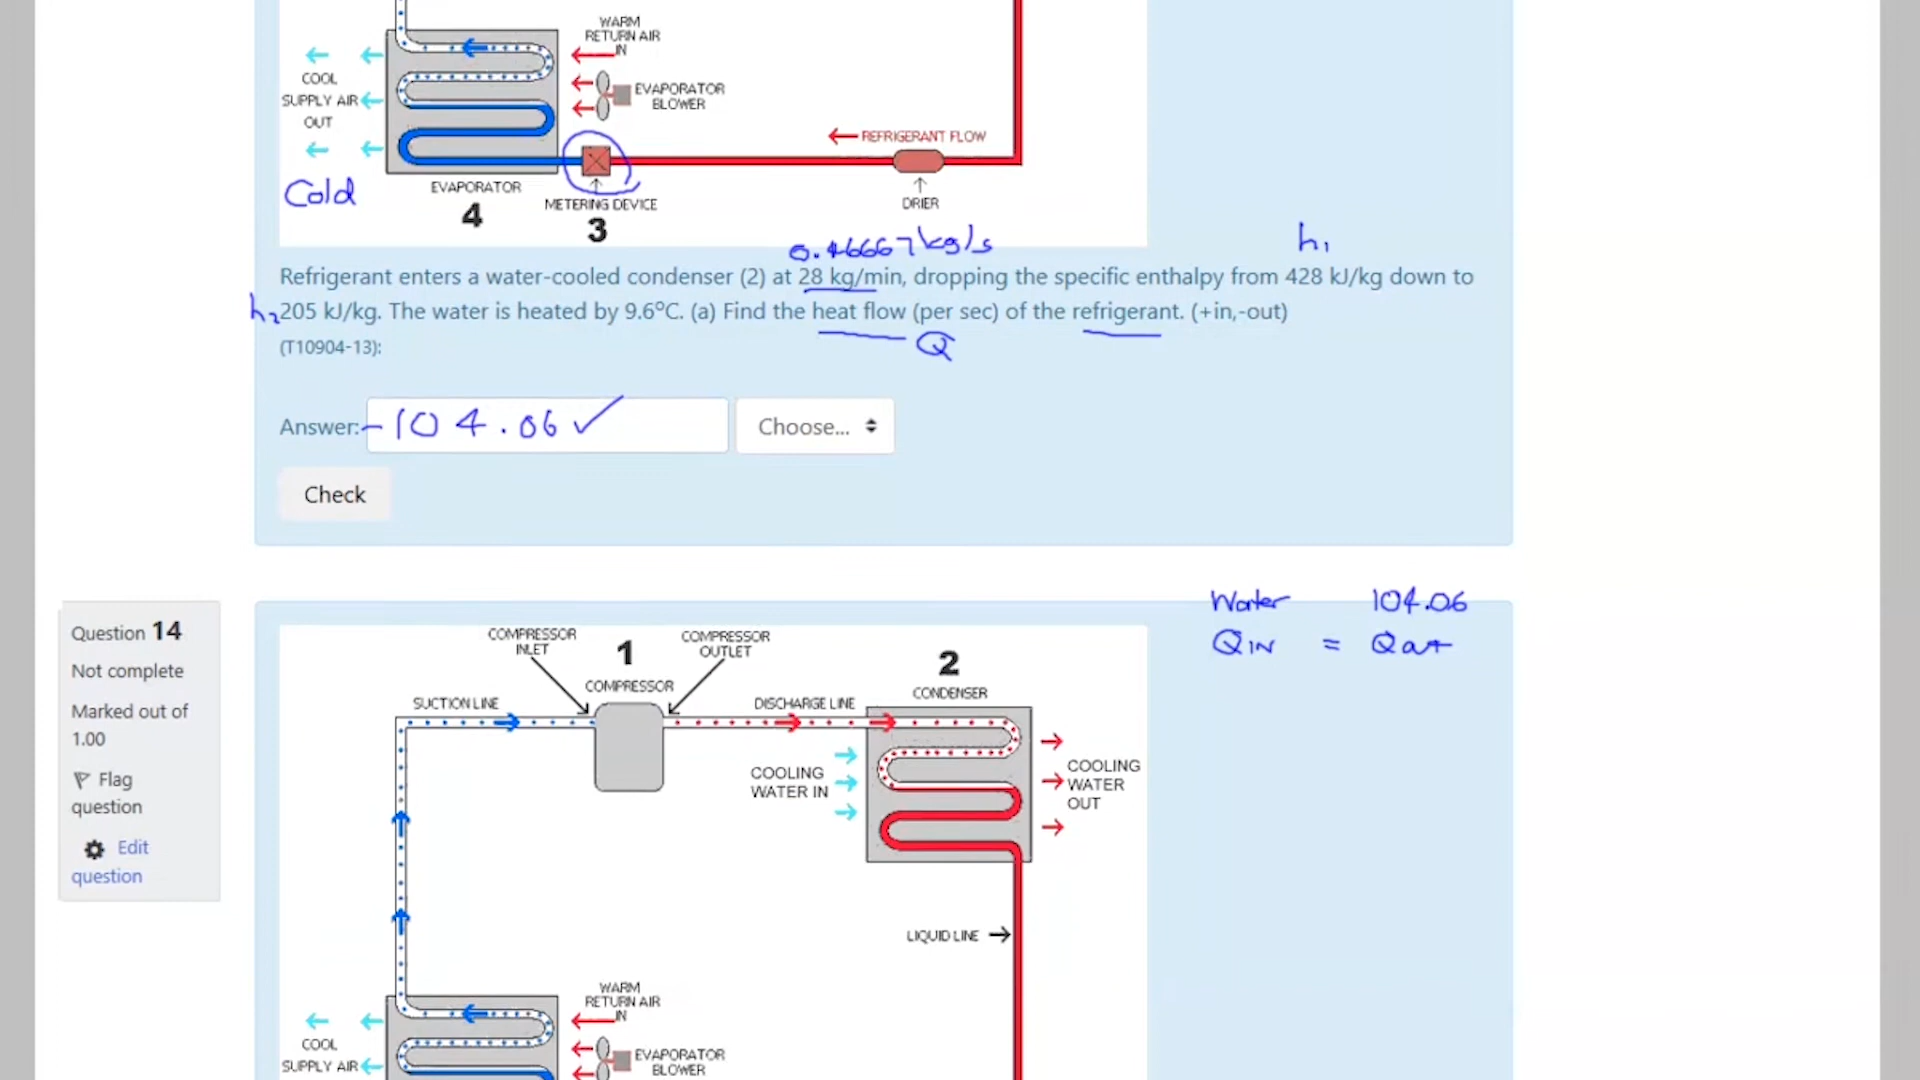 WARM
RETURN AIR
IN
COOL
SUPPLY AIR
OUT
EVAPORATOR
BLOWER
REFRIGERANT FLOW
Cold
EVAPORATOR
4
METERING DEVICE
3
DRIER
0.46667 kg/s
h1
Refrigerant enters a water-cooled condenser (2) at 28 kg/min, dropping the specific enthalpy from 428 kJ/kg down to
h2
205 kJ/kg. The water is heated by 9.6°C. (a) Find the heat flow (per sec) of the refrigerant. (+in,-out)
Q
(T10904-13):
Answer: -104.06 ✓ Choose...
Check
Water 104.06
QIN = Qout
Question 14
Not complete
Marked out of
1.00
Flag
question
Edit
question
COMPRESSOR
INLET
1
COMPRESSOR
OUTLET
COMPRESSOR
2
CONDENSER
SUCTION LINE
DISCHARGE LINE
COOLING
WATER IN
COOLING
WATER
OUT
LIQUID LINE
WARM
RETURN AIR
IN
COOL
SUPPLY AIR
EVAPORATOR
BLOWER